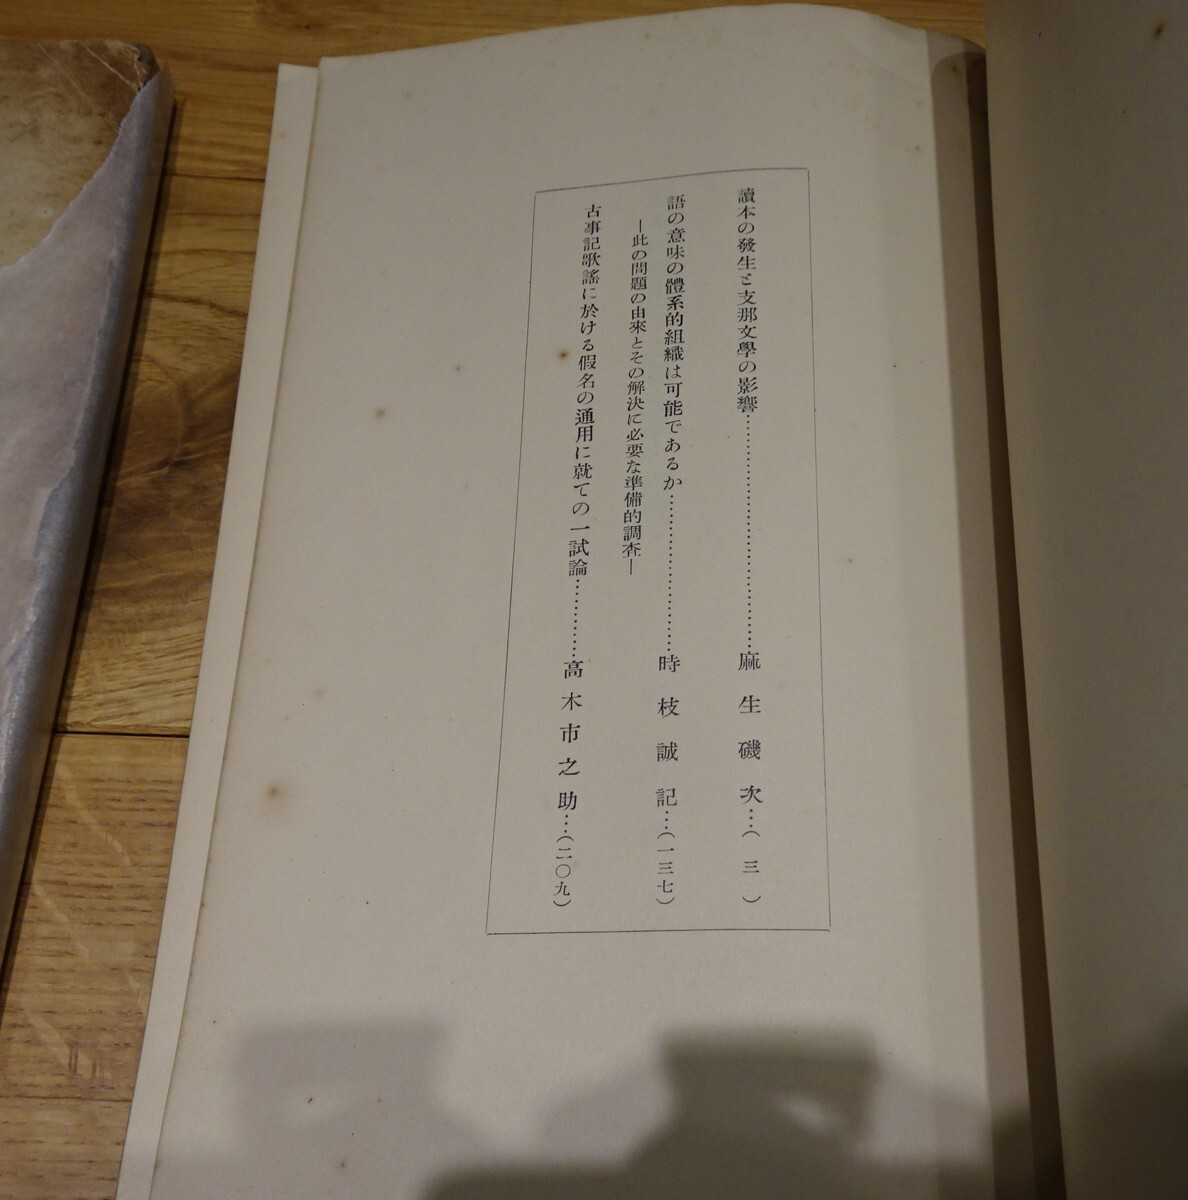 讀本の發生と支那文學の影響……………………………麻生磯次…(三)
語の意味の體系的組織は可能であるか……………………時枝誠記…(一三七)
―此の問題の由來とその解決に必要な準備的調査―
古事記歌謠に於ける假名の通用に就ての一試論…………高木市之助…(二〇九)